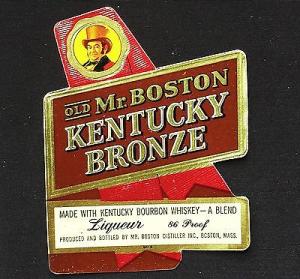 OLD Mr. BOSTON
KENTUCKY
BRONZE
MADE WITH KENTUCKY BOURBON WHISKEY—A BLEND
Liqueur 86 Proof
PRODUCED AND BOTTLED BY MR. BOSTON DISTILLER INC., BOSTON, MASS.